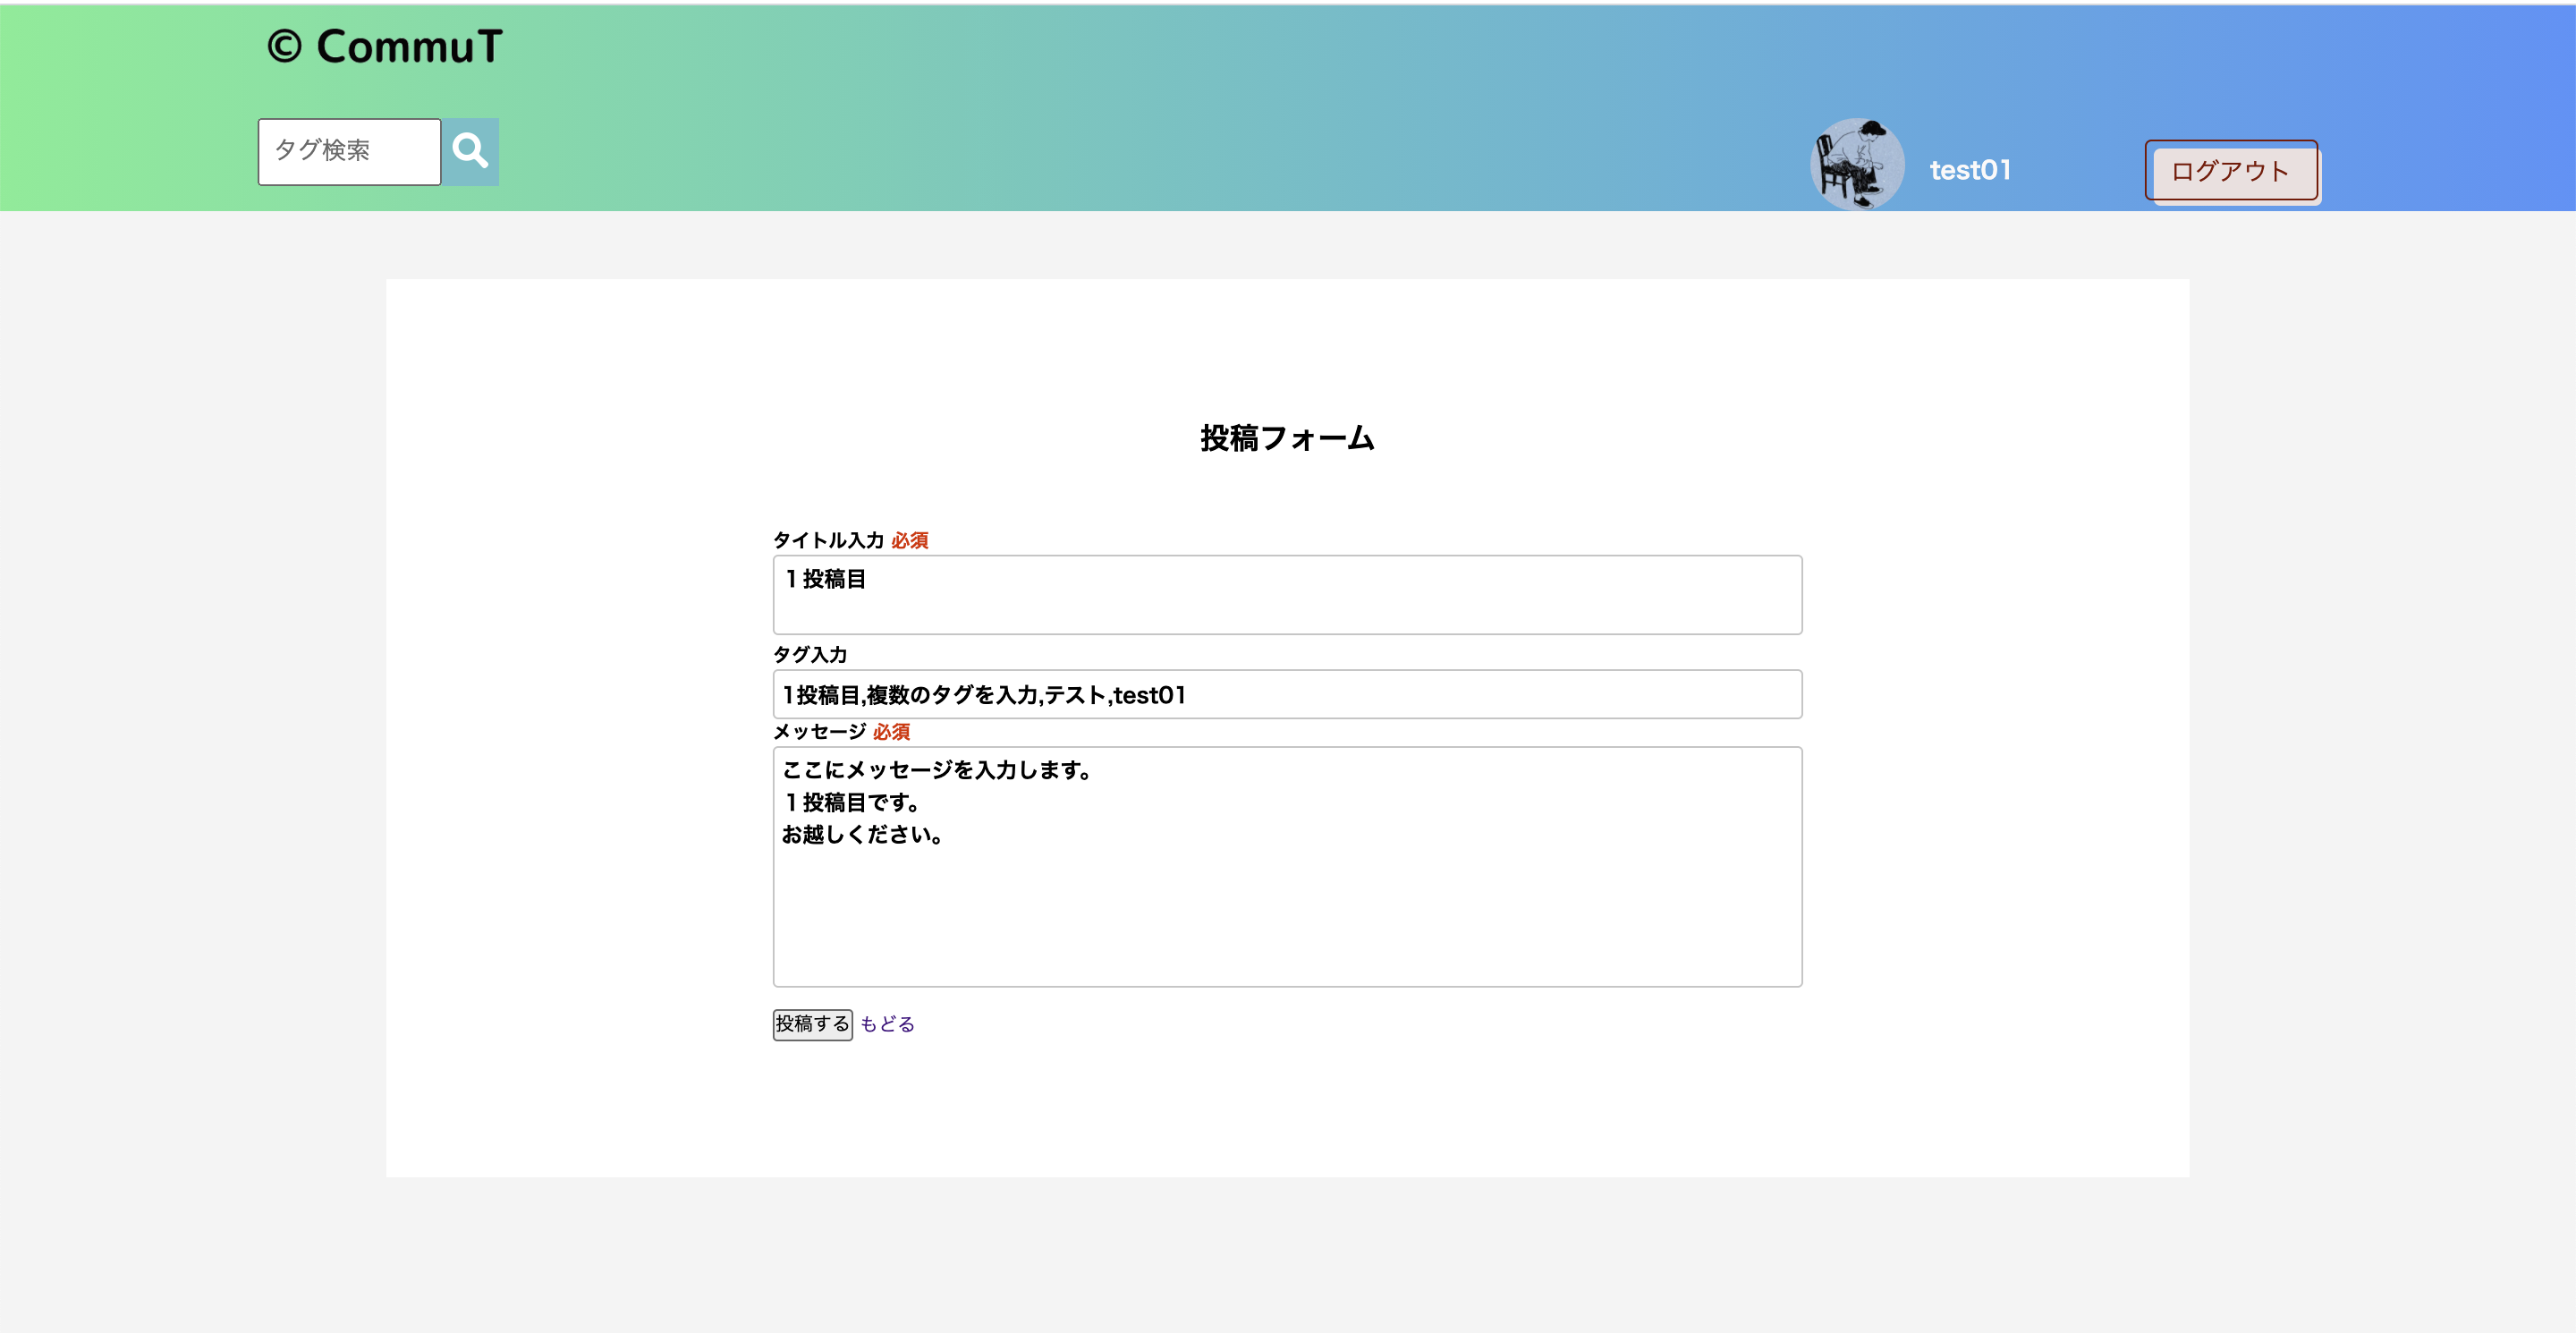 © CommuT
タグ検索
test01
ログアウト
投稿フォーム
タイトル入力 必須
１投稿目
タグ入力
1投稿目,複数のタグを入力,テスト,test01
メッセージ 必須
ここにメッセージを入力します。
１投稿目です。
お越しください。
投稿する もどる